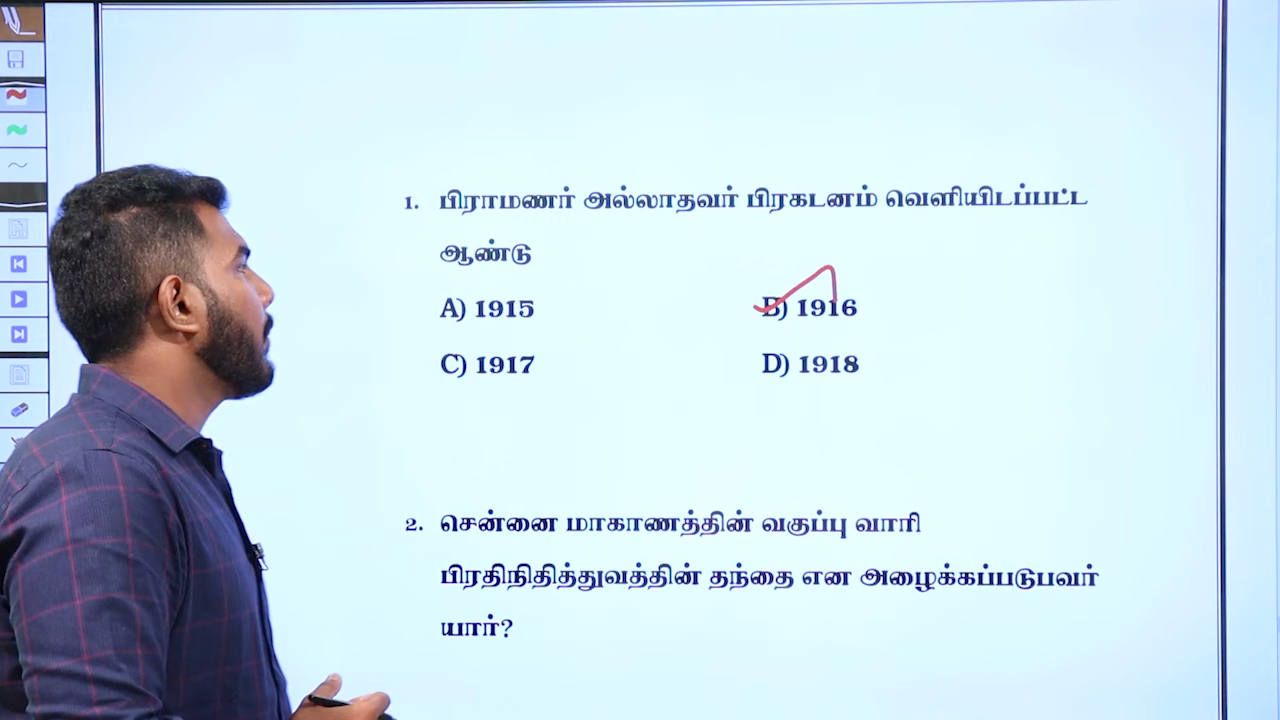 1. பிராமணர் அல்லாதவர் பிரகடனம் வெளியிடப்பட்ட
ஆண்டு
A) 1915 B) 1916
C) 1917 D) 1918
2. சென்னை மாகாணத்தின் வகுப்பு வாரி
பிரதிநிதித்துவத்தின் தந்தை என அழைக்கப்படுபவர்
யார்?